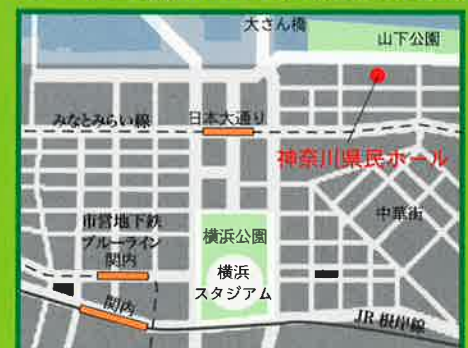 大さん橋
山下公園
みなとみらい線
日本大通り
神奈川県民ホール
中華街
市営地下鉄
ブルーライン
関内
横浜公園
横浜
スタジアム
関内
JR 根岸線